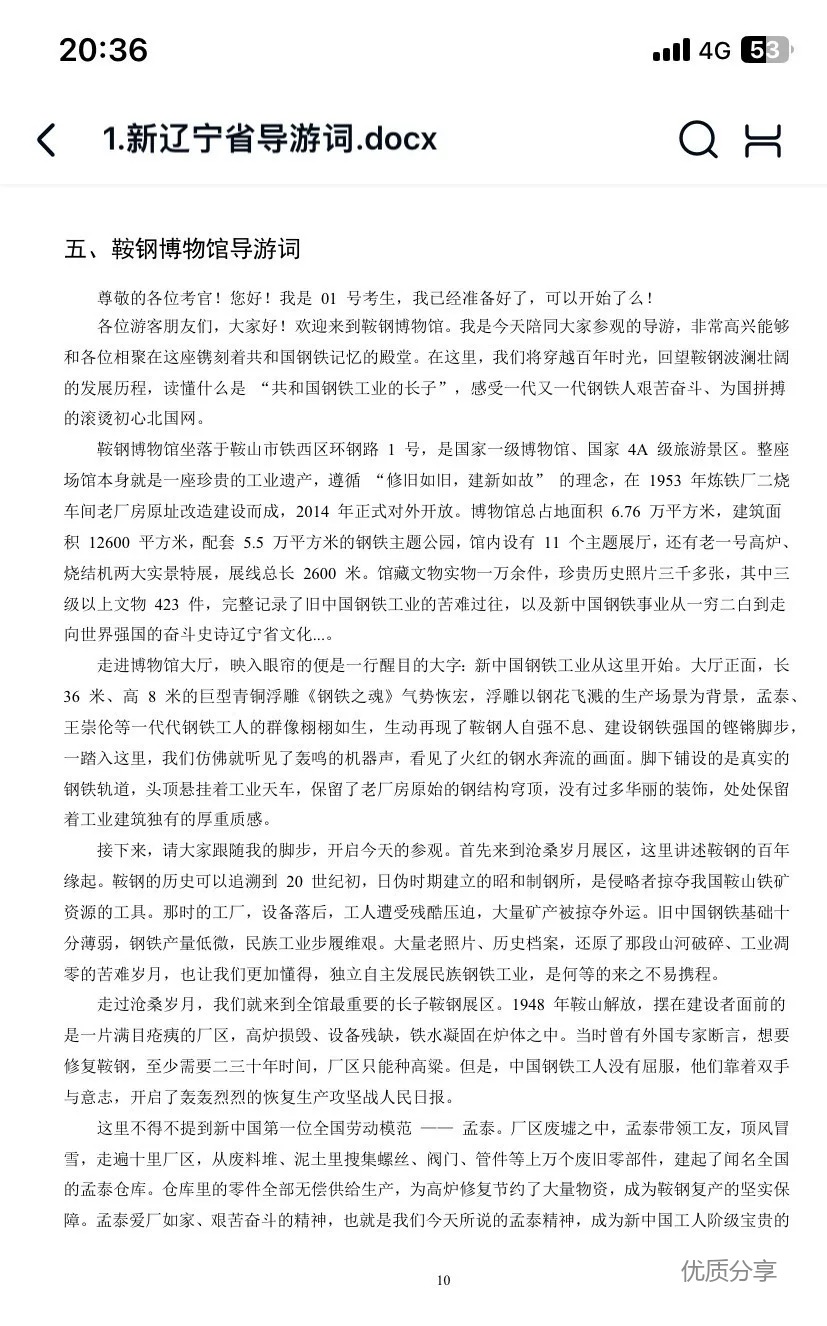 20:36
4G 53
1.新辽宁省导游词.docx
五、鞍钢博物馆导游词
尊敬的各位考官！您好！我是 01 号考生，我已经准备好了，可以开始了么！
各位游客朋友们，大家好！欢迎来到鞍钢博物馆。我是今天陪同大家参观的导游，非常高兴能够
和各位相聚在这座镌刻着共和国钢铁记忆的殿堂。在这里，我们将穿越百年时光，回望鞍钢波澜壮阔
的发展历程，读懂什么是 “共和国钢铁工业的长子”，感受一代又一代钢铁人艰苦奋斗、为国拼搏
的滚烫初心北国网。
鞍钢博物馆坐落于鞍山市铁西区环钢路 1 号，是国家一级博物馆、国家 4A 级旅游景区。整座
场馆本身就是一座珍贵的工业遗产，遵循 “修旧如旧，建新如故” 的理念，在 1953 年炼铁厂二烧
车间老厂房原址改造建设而成，2014 年正式对外开放。博物馆总占地面积 6.76 万平方米，建筑面
积 12600 平方米，配套 5.5 万平方米的钢铁主题公园，馆内设有 11 个主题展厅，还有老一号高炉、
烧结机两大实景特展，展线总长 2600 米。馆藏文物实物一万余件，珍贵历史照片三千多张，其中三
级以上文物 423 件，完整记录了旧中国钢铁工业的苦难过往，以及新中国钢铁事业从一穷二白到走
向世界强国的奋斗史诗辽宁省文化...。
走进博物馆大厅，映入眼帘的便是一行醒目的大字：新中国钢铁工业从这里开始。大厅正面，长
36 米、高 8 米的巨型青铜浮雕《钢铁之魂》气势恢宏，浮雕以钢花飞溅的生产场景为背景，孟泰、
王崇伦等一代代钢铁工人的群像栩栩如生，生动再现了鞍钢人自强不息、建设钢铁强国的铿锵脚步，
一踏入这里，我们仿佛就听见了轰鸣的机器声，看见了火红的钢水奔流的画面。脚下铺设的是真实的
钢铁轨道，头顶悬挂着工业天车，保留了老厂房原始的钢结构穹顶，没有过多华丽的装饰，处处保留
着工业建筑独有的厚重质感。
接下来，请大家跟随我的脚步，开启今天的参观。首先来到沧桑岁月展区，这里讲述鞍钢的百年
缘起。鞍钢的历史可以追溯到 20 世纪初，日伪时期建立的昭和制钢所，是侵略者掠夺我国鞍山铁矿
资源的工具。那时的工厂，设备落后，工人遭受残酷压迫，大量矿产被掠夺外运。旧中国钢铁基础十
分薄弱，钢铁产量低微，民族工业步履维艰。大量老照片、历史档案，还原了那段山河破碎、工业凋
零的苦难岁月，也让我们更加懂得，独立自主发展民族钢铁工业，是何等的来之不易携程。
走过沧桑岁月，我们就来到全馆最重要的长子鞍钢展区。1948 年鞍山解放，摆在建设者面前的
是一片满目疮痍的厂区，高炉损毁、设备残缺，铁水凝固在炉体之中。当时曾有外国专家断言，想要
修复鞍钢，至少需要二三十年时间，厂区只能种高粱。但是，中国钢铁工人没有屈服，他们靠着双手
与意志，开启了轰轰烈烈的恢复生产攻坚战人民日报。
这里不得不提到新中国第一位全国劳动模范 —— 孟泰。厂区废墟之中，孟泰带领工友，顶风冒
雪，走遍十里厂区，从废料堆、泥土里搜集螺丝、阀门、管件等上万个废旧零部件，建起了闻名全国
的孟泰仓库。仓库里的零件全部无偿供给生产，为高炉修复节约了大量物资，成为鞍钢复产的坚实保
障。孟泰爱厂如家、艰苦奋斗的精神，也就是我们今天所说的孟泰精神，成为新中国工人阶级宝贵的
10
优质分享